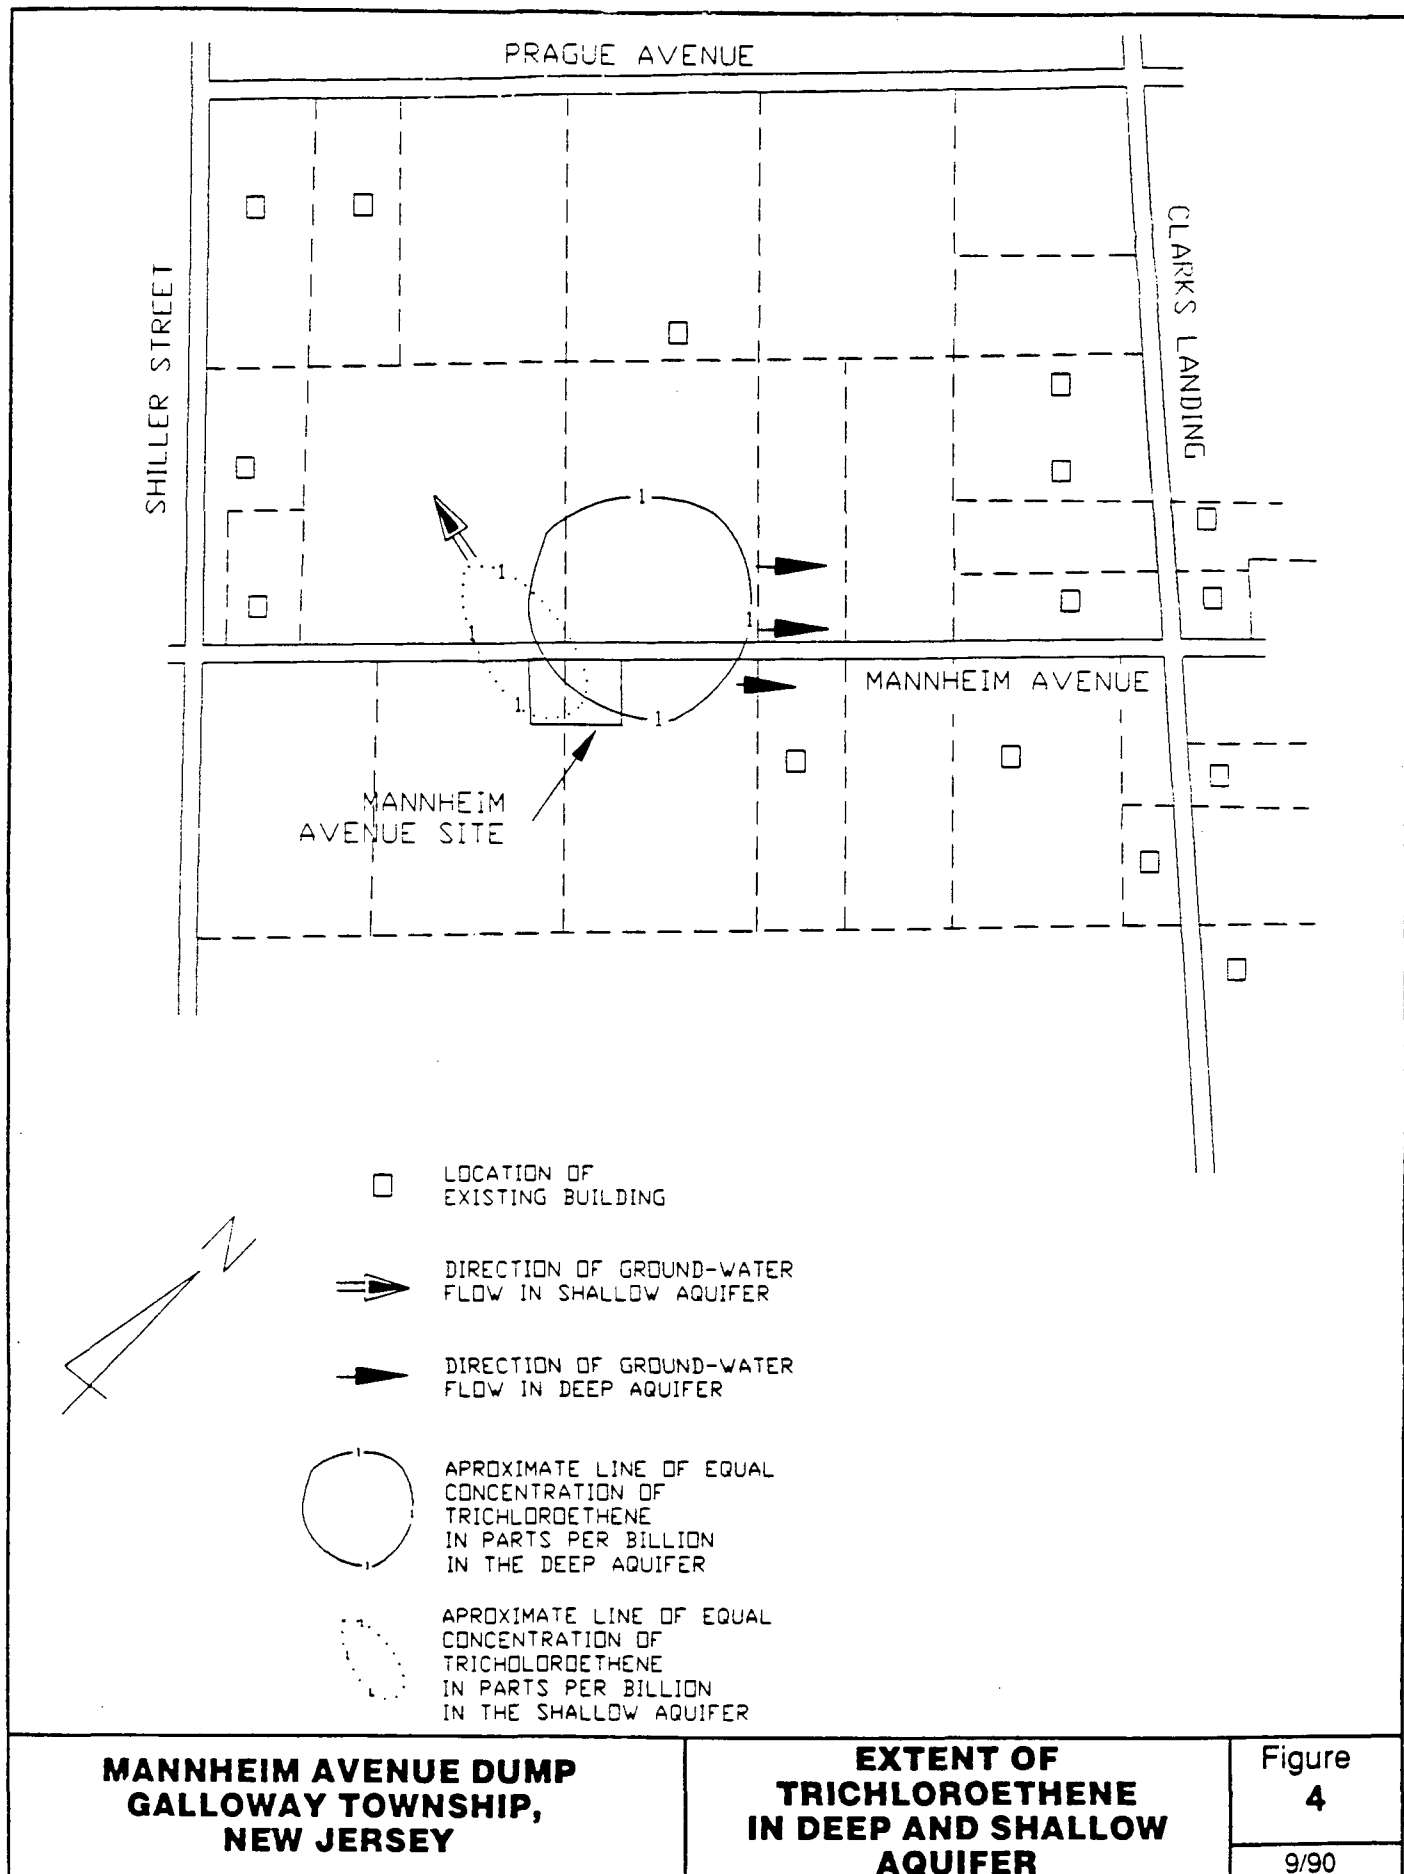 PRAGUE AVENUE
SHILLER STREET
CLARKS LANDING
1
1
1
1
1
1
MANNHEIM AVENUE
MANNHEIM
AVENUE SITE
LOCATION OF
EXISTING BUILDING
N
DIRECTION OF GROUND-WATER
FLOW IN SHALLOW AQUIFER
DIRECTION OF GROUND-WATER
FLOW IN DEEP AQUIFER
1
1
APROXIMATE LINE OF EQUAL
CONCENTRATION OF
TRICHLOROETHENE
IN PARTS PER BILLION
IN THE DEEP AQUIFER
APROXIMATE LINE OF EQUAL
CONCENTRATION OF
TRICHOLOROETHENE
IN PARTS PER BILLION
IN THE SHALLOW AQUIFER
MANNHEIM AVENUE DUMP
GALLOWAY TOWNSHIP,
NEW JERSEY
EXTENT OF
TRICHLOROETHENE
IN DEEP AND SHALLOW
AQUIFER
Figure
4
9/90